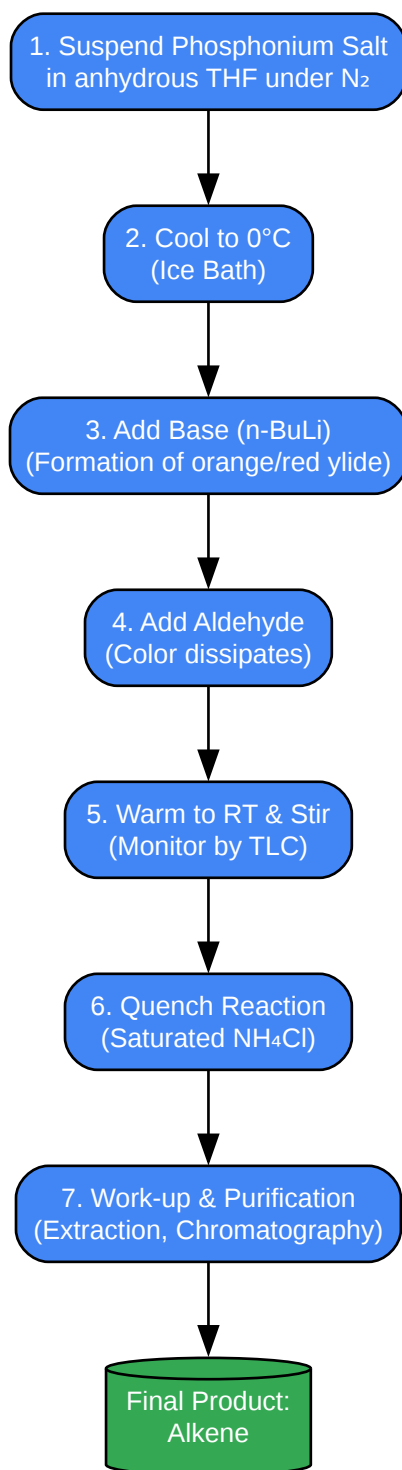 1. Suspend Phosphonium Salt
in anhydrous THF under N₂
2. Cool to 0°C
(Ice Bath)
3. Add Base (n-BuLi)
(Formation of orange/red ylide)
4. Add Aldehyde
(Color dissipates)
5. Warm to RT & Stir
(Monitor by TLC)
6. Quench Reaction
(Saturated NH₄Cl)
7. Work-up & Purification
(Extraction, Chromatography)
Final Product:
Alkene